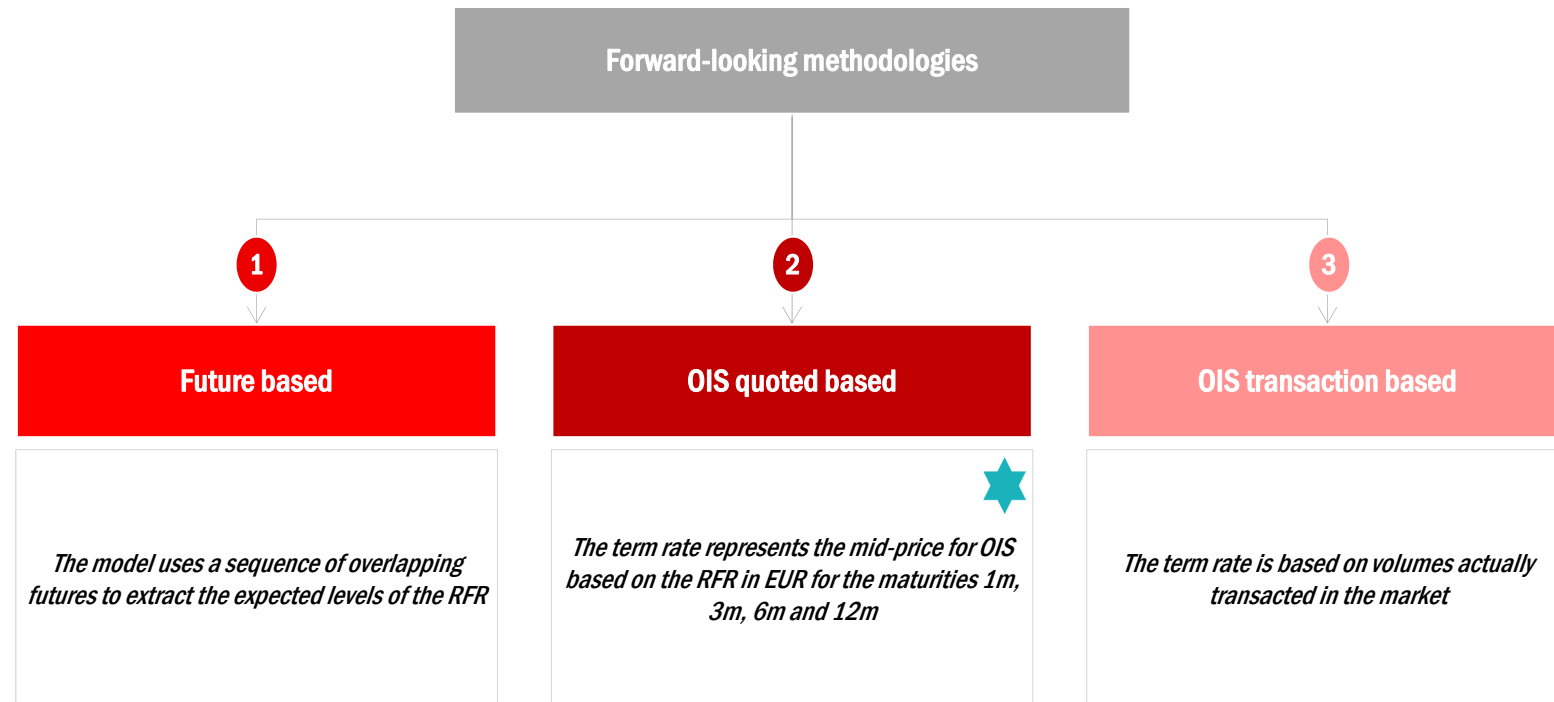 Forward-looking methodologies
1
2
3
Future based
OIS quoted based
OIS transaction based
The model uses a sequence of overlapping
futures to extract the expected levels of the RFR
The term rate represents the mid-price for OIS
based on the RFR in EUR for the maturities 1m,
3m, 6m and 12m
The term rate is based on volumes actually
transacted in the market